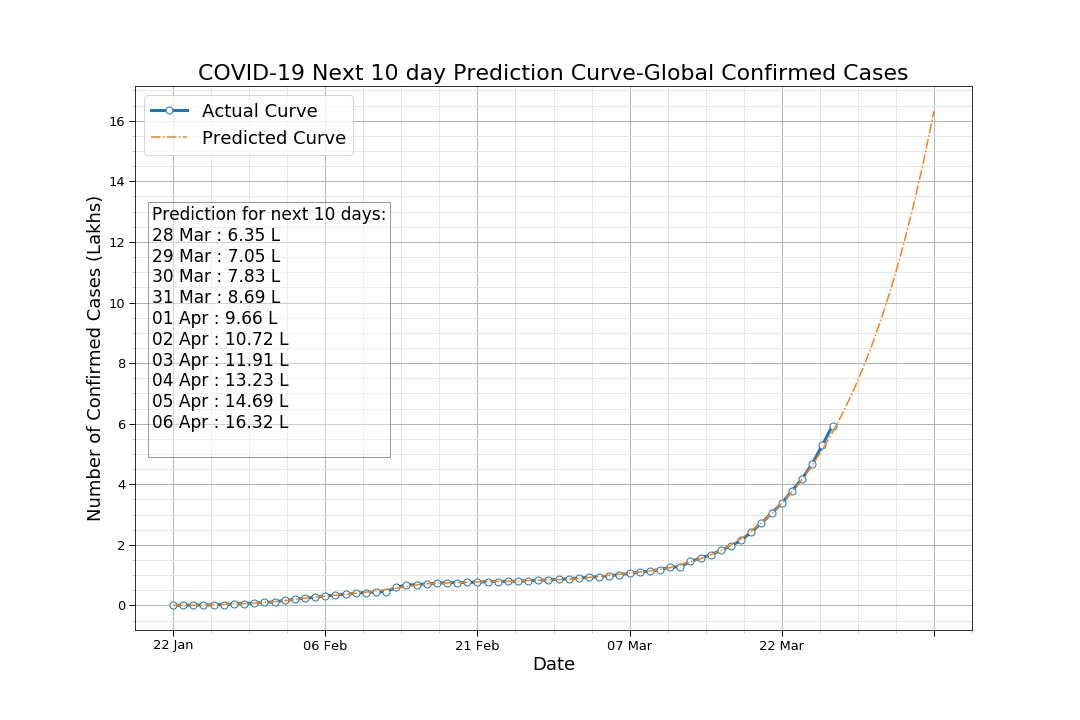 COVID-19 Next 10 day Prediction Curve-Global Confirmed Cases
Actual Curve
Predicted Curve
Prediction for next 10 days:
28 Mar : 6.35 L
29 Mar : 7.05 L
30 Mar : 7.83 L
31 Mar : 8.69 L
01 Apr : 9.66 L
02 Apr : 10.72 L
03 Apr : 11.91 L
04 Apr : 13.23 L
05 Apr : 14.69 L
06 Apr : 16.32 L
Number of Confirmed Cases (Lakhs)
16
14
12
10
8
6
4
2
0
22 Jan
06 Feb
21 Feb
07 Mar
22 Mar
Date